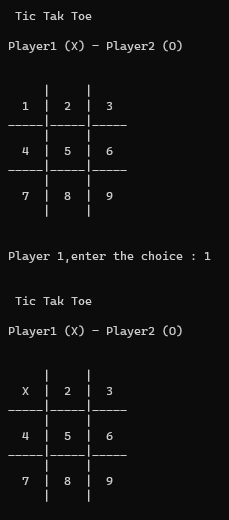 Tic Tak Toe
Player1 (X) - Player2 (O)
     |     |
  1  |  2  |  3
_____|_____|_____
     |     |
  4  |  5  |  6
_____|_____|_____
     |     |
  7  |  8  |  9
     |     |
Player 1,enter the choice : 1
Tic Tak Toe
Player1 (X) - Player2 (O)
     |     |
  X  |  2  |  3
_____|_____|_____
     |     |
  4  |  5  |  6
_____|_____|_____
     |     |
  7  |  8  |  9
     |     |